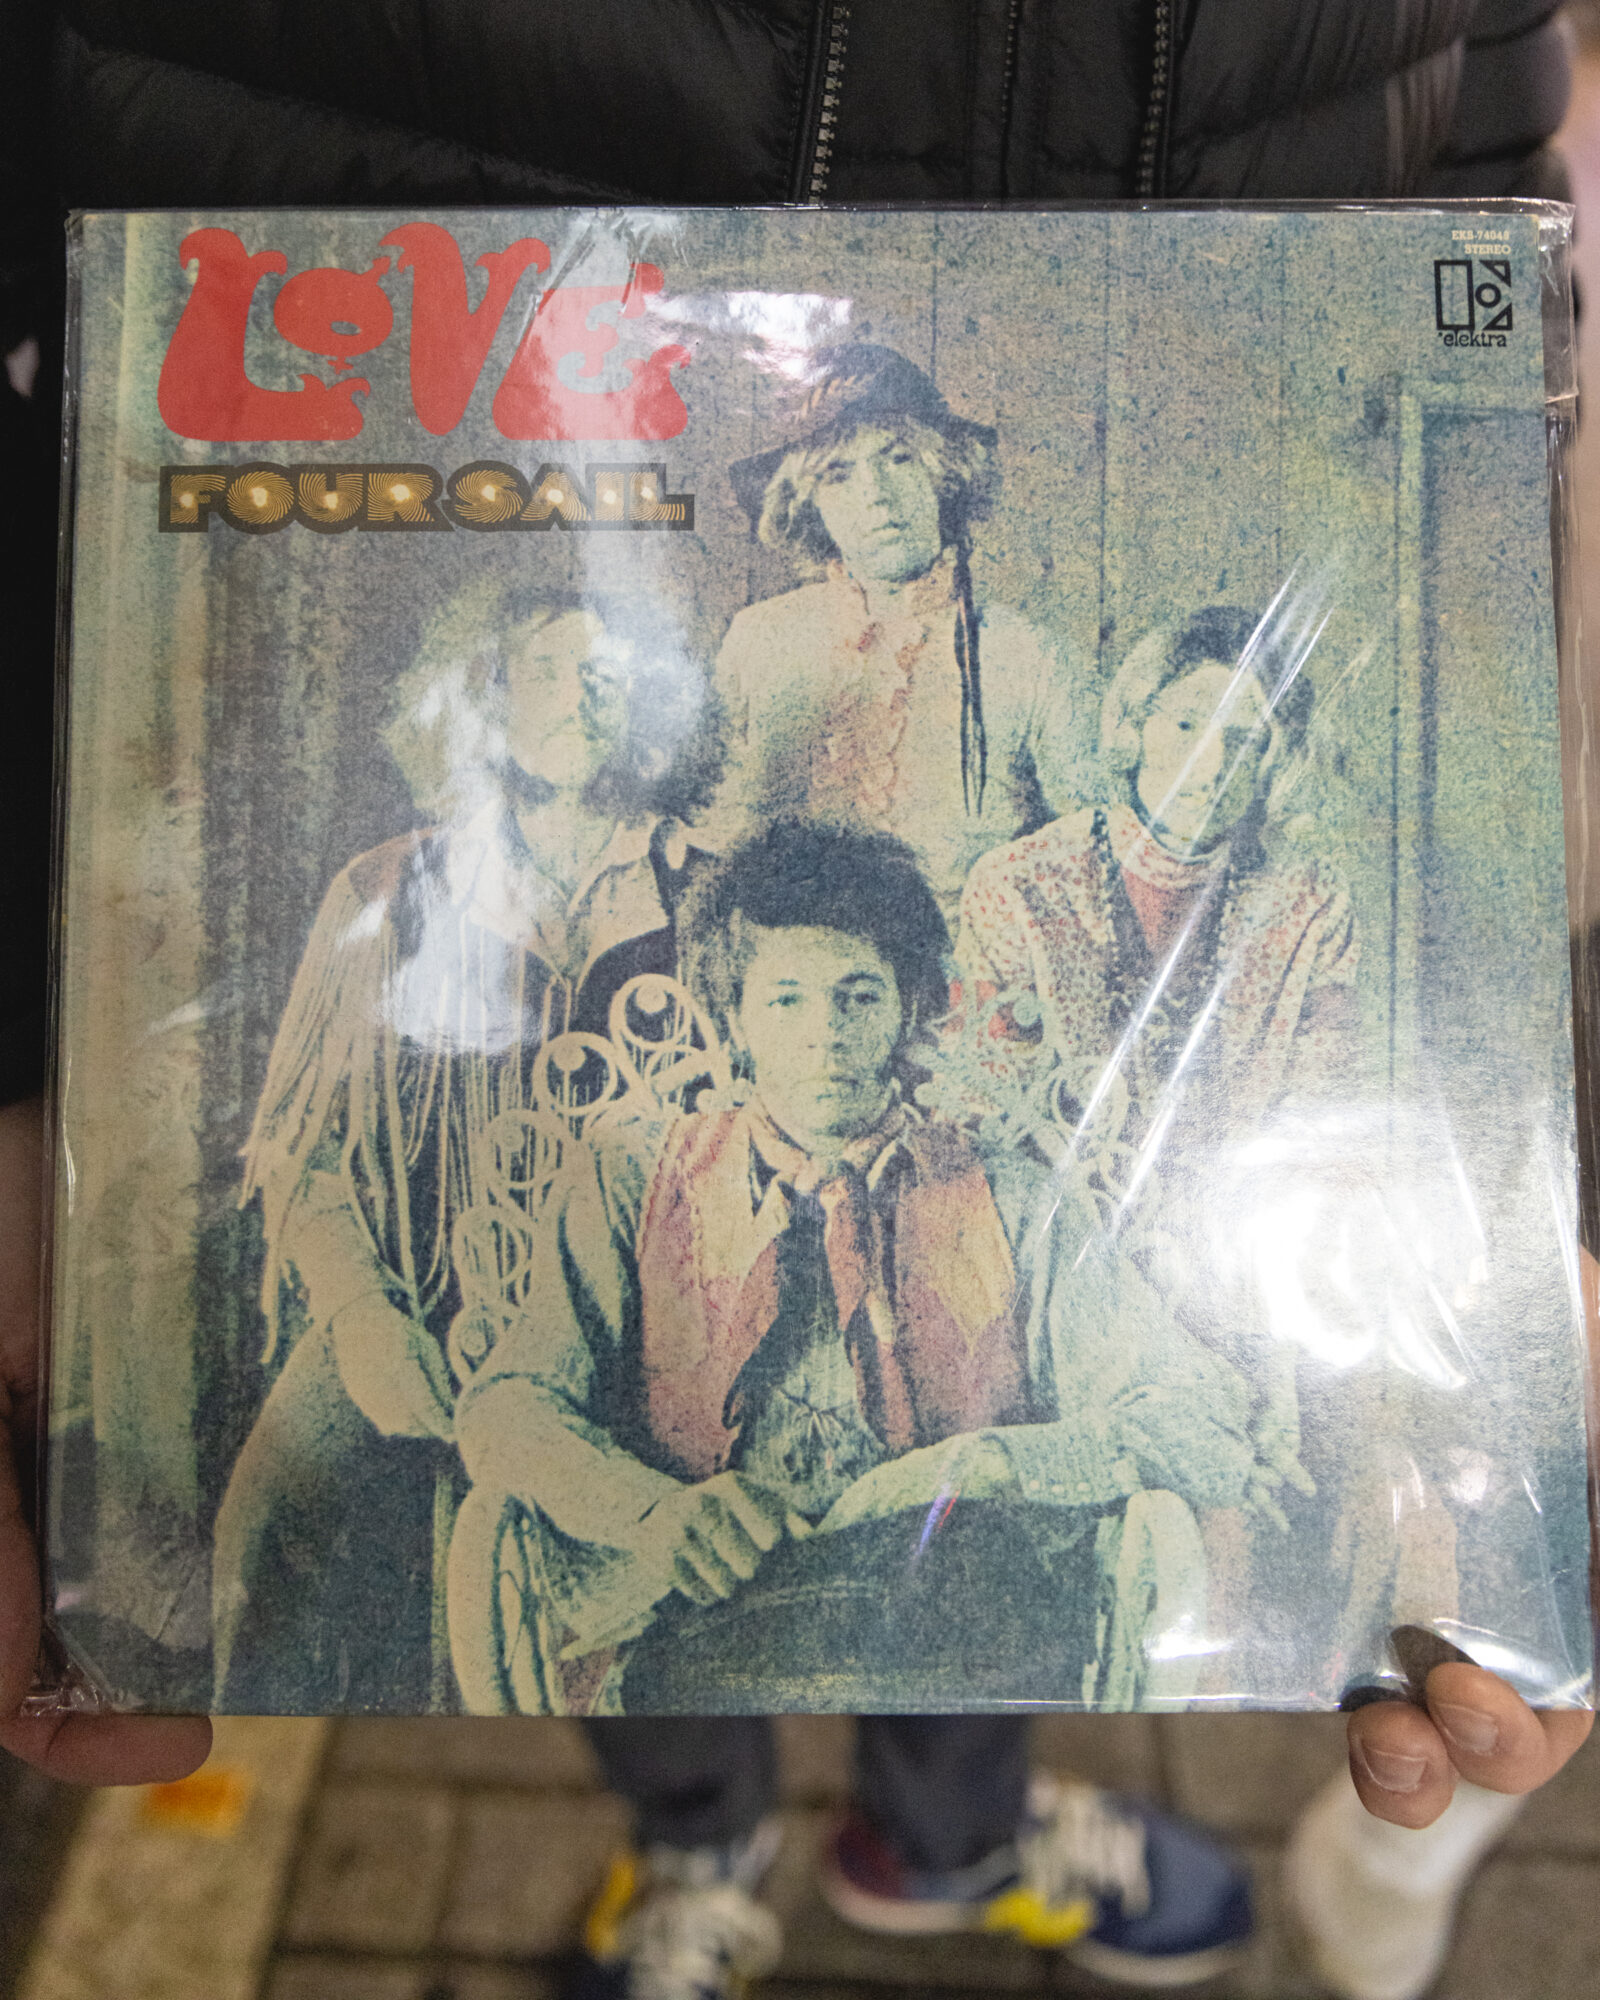 LOVE
FOUR SAIL
EKS-74049
STEREO
elektra